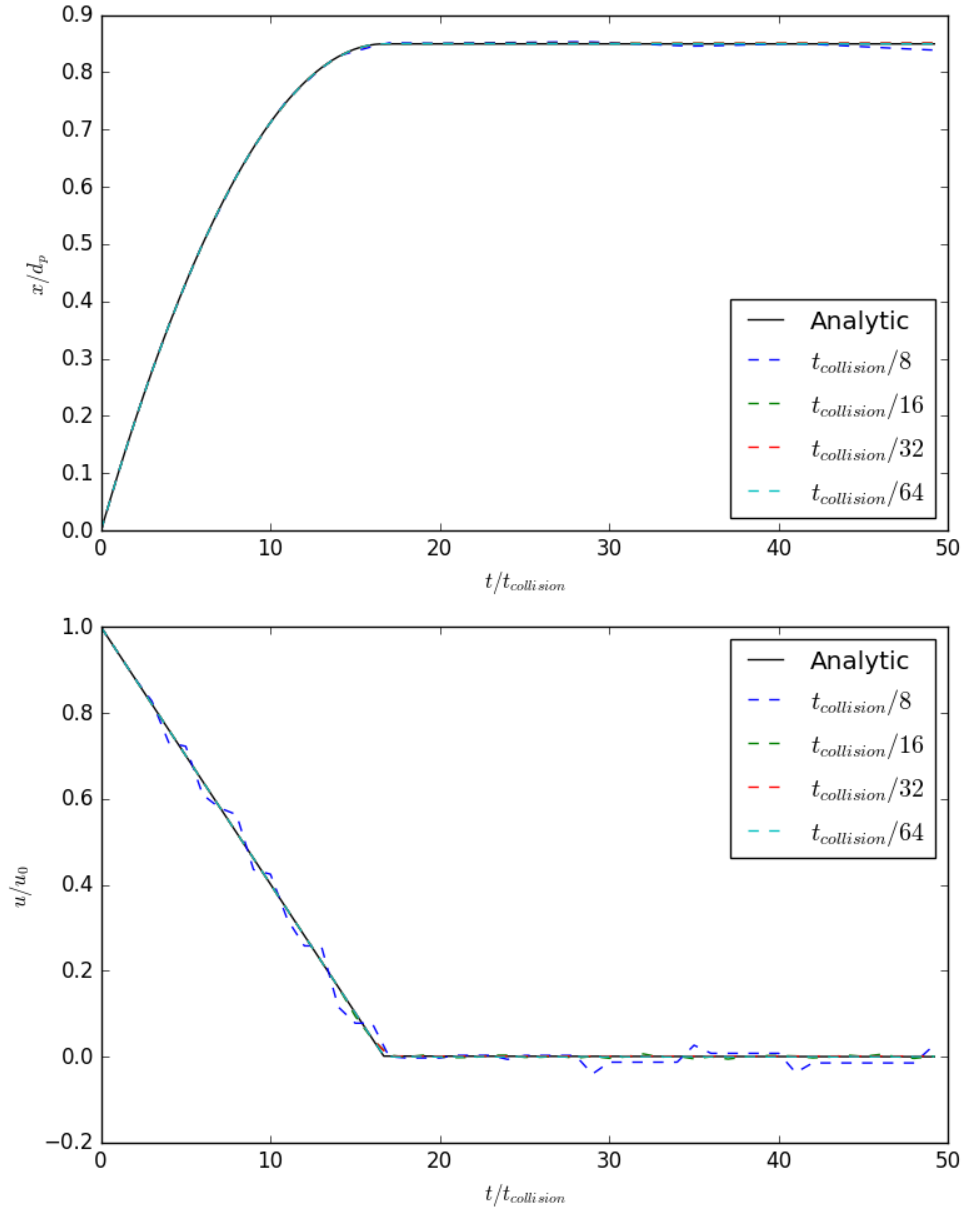 0.9
0.8
0.7
0.6
0.5
0.4
0.3
0.2
0.1
0.0
x/d_p
Analytic
t_collision/8
t_collision/16
t_collision/32
t_collision/64
0 10 20 30 40 50
t/t_collision
1.0
0.8
0.6
0.4
0.2
0.0
−0.2
u/u_0
Analytic
t_collision/8
t_collision/16
t_collision/32
t_collision/64
0 10 20 30 40 50
t/t_collision